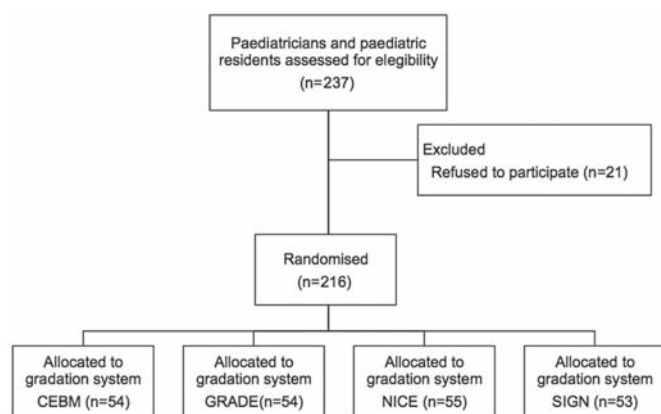 Paediatricians and paediatric
residents assessed for elegibility
(n=237)
Excluded
Refused to participate (n=21)
Randomised
(n=216)
Allocated to
gradation system
CEBM (n=54)
Allocated to
gradation system
GRADE(n=54)
Allocated to
gradation system
NICE (n=55)
Allocated to
gradation system
SIGN (n=53)